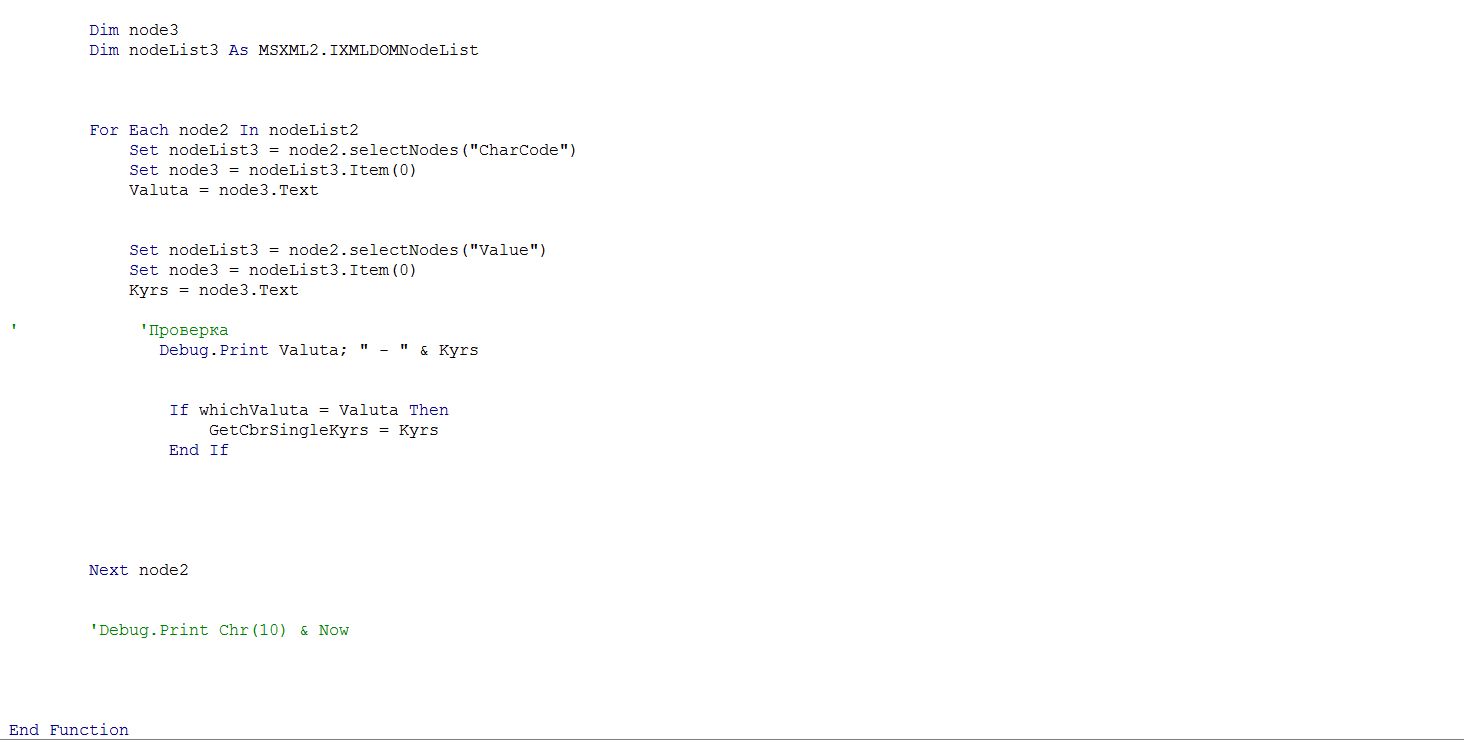 Dim node3
Dim nodeList3 As MSXML2.IXMLDOMNodeList
For Each node2 In nodeList2
Set nodeList3 = node2.selectNodes("CharCode")
Set node3 = nodeList3.Item(0)
Valuta = node3.Text
Set nodeList3 = node2.selectNodes("Value")
Set node3 = nodeList3.Item(0)
Kyrs = node3.Text
' 'Проверка
Debug.Print Valuta; " - " & Kyrs
If whichValuta = Valuta Then
GetCbrSingleKyrs = Kyrs
End If
Next node2
'Debug.Print Chr(10) & Now
End Function